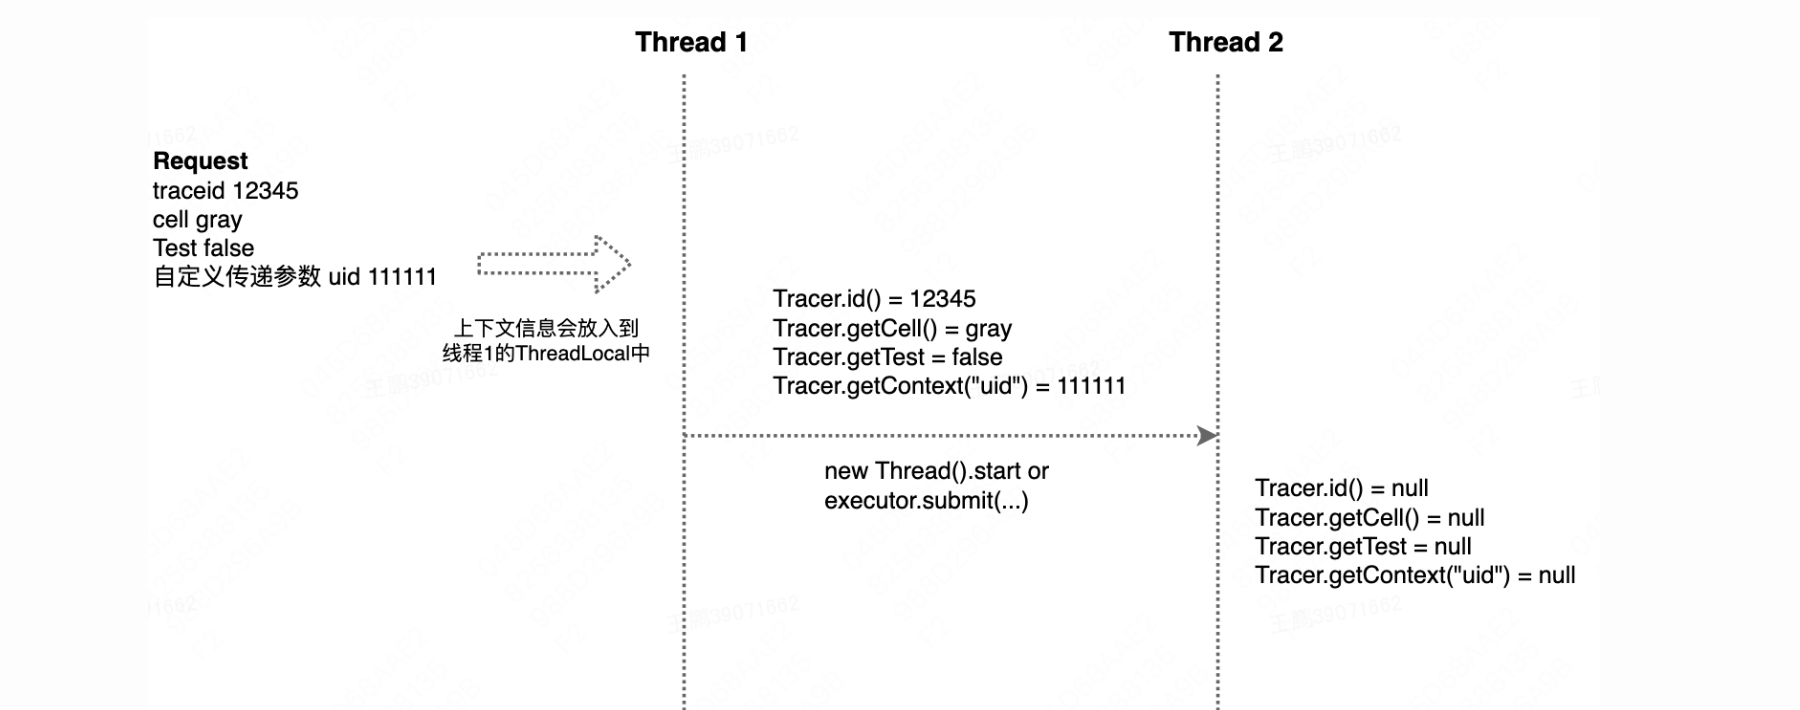 Thread 1
Thread 2
Request
traceid 12345
cell gray
Test false
自定义传递参数 uid 111111
上下文信息会放入到
线程1的ThreadLocal中
Tracer.id() = 12345
Tracer.getCell() = gray
Tracer.getTest = false
Tracer.getContext("uid") = 111111
new Thread().start or
executor.submit(...)
Tracer.id() = null
Tracer.getCell() = null
Tracer.getTest = null
Tracer.getContext("uid") = null